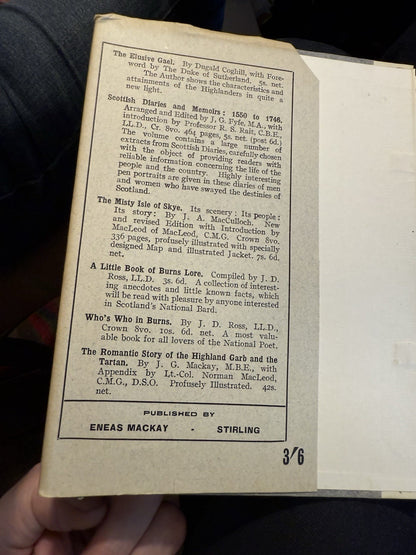 The Elusive Gael. By Dugald Coghill, with Fore-
word by The Duke of Sutherland. 5s. net.
The Author shows the characteristics and
attainments of the Highlanders in quite a
new light.
Scottish Diaries and Memoirs: 1550 to 1746.
Arranged and Edited by J. G. Fyfe, M.A., with
introduction by Professor R. S. Rait, C.B.E.,
LL.D., Cr. 8vo. 464 pages, 5s. net. (post 6d.)
The volume contains a large number of
extracts from Scottish Diaries, carefully chosen
with the object of providing readers with
reliable information concerning the life of the
people and the country. Highly interesting
pen portraits are given in these diaries of men
and women who have swayed the destinies of
Scotland.
The Misty Isle of Skye. Its scenery: Its people:
Its story: By J. A. MacCulloch. New
and revised Edition with Introduction by
MacLeod of MacLeod, C.M.G. Crown 8vo.
336 pages, profusely illustrated with specially
designed Map and illustrated Jacket. 7s. 6d.
net.
A Little Book of Burns Lore. Compiled by J. D.
Ross, LL.D. 3s. 6d. A collection of interest-
ing anecdotes and little known facts, which
will be read with pleasure by anyone interested
in Scotland's National Bard.
Who's Who in Burns. By J. D. Ross, LL.D.,
Crown 8vo. 10s. 6d. net. A most valu-
able book for all lovers of the National Poet.
The Romantic Story of the Highland Garb and the
Tartan. By J. G. Mackay, M.B.E., with
Appendix by Lt.-Col. Norman MacLeod,
C.M.G., D.S.O. Profusely Illustrated. 42s.
net.
PUBLISHED BY
ENEAS MACKAY - STIRLING
3/6